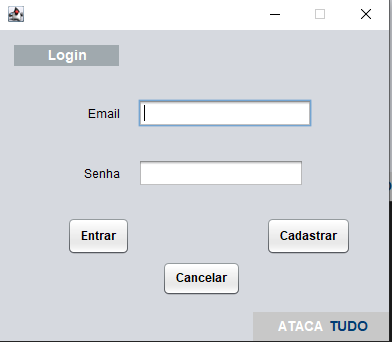 Login
Email
Senha
Entrar
Cadastrar
Cancelar
ATACA TUDO